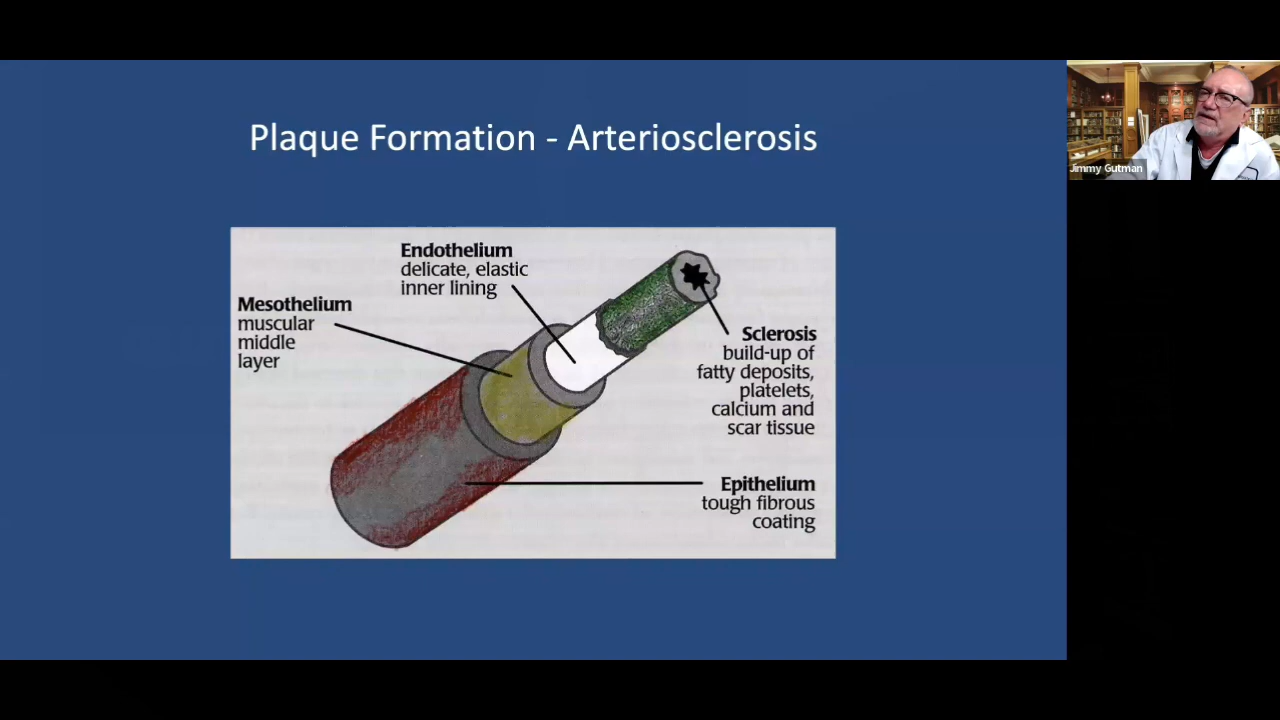 Plaque Formation - Arteriosclerosis
Jimmy Gutman
Endothelium
delicate, elastic
inner lining
Mesothelium
muscular
middle
layer
Sclerosis
build-up of
fatty deposits,
platelets,
calcium and
scar tissue
Epithelium
tough fibrous
coating